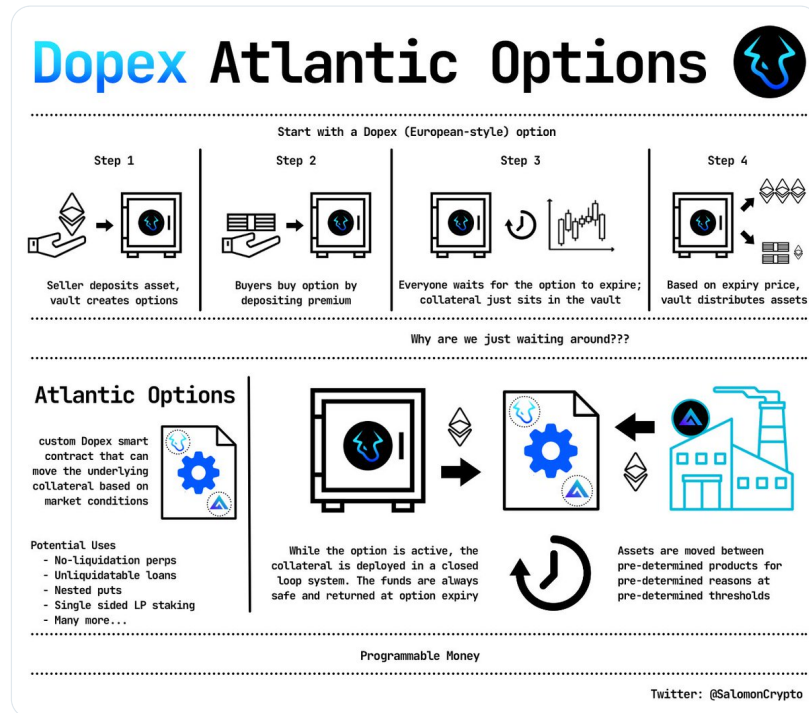 Dopex Atlantic Options
Start with a Dopex (European-style) option
Step 1
Seller deposits asset,
vault creates options
Step 2
Buyers buy option by
depositing premium
Step 3
Everyone waits for the option to expire;
collateral just sits in the vault
Step 4
Based on expiry price,
vault distributes assets
Why are we just waiting around???
Atlantic Options
custom Dopex smart
contract that can
move the underlying
collateral based on
market conditions
Potential Uses
- No-liquidation perps
- Unliquidatable loans
- Nested puts
- Single sided LP staking
- Many more...
While the option is active, the
collateral is deployed in a closed
loop system. The funds are always
safe and returned at option expiry
Assets are moved between
pre-determined products for
pre-determined reasons at
pre-determined thresholds
Programmable Money
Twitter: @SalomonCrypto